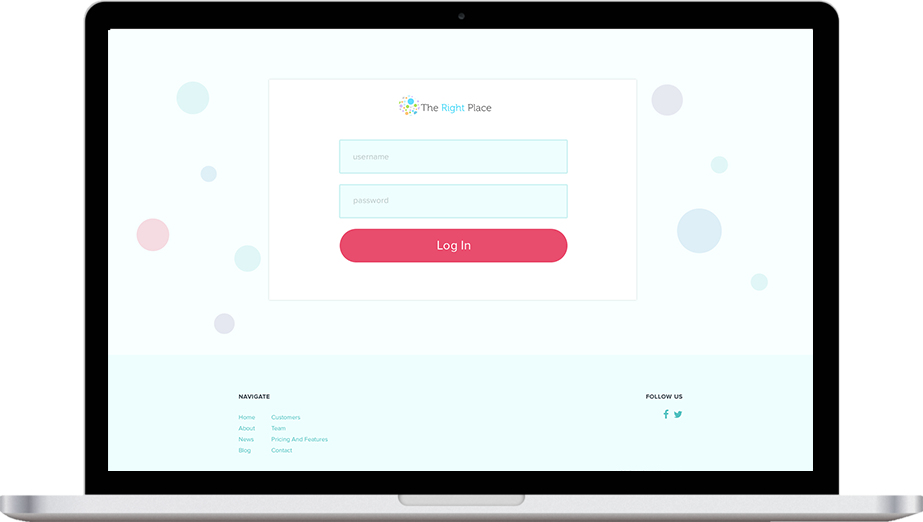 The Right Place
username
password
Log In
NAVIGATE
Home
About
News
Blog
Customers
Team
Pricing And Features
Contact
FOLLOW US